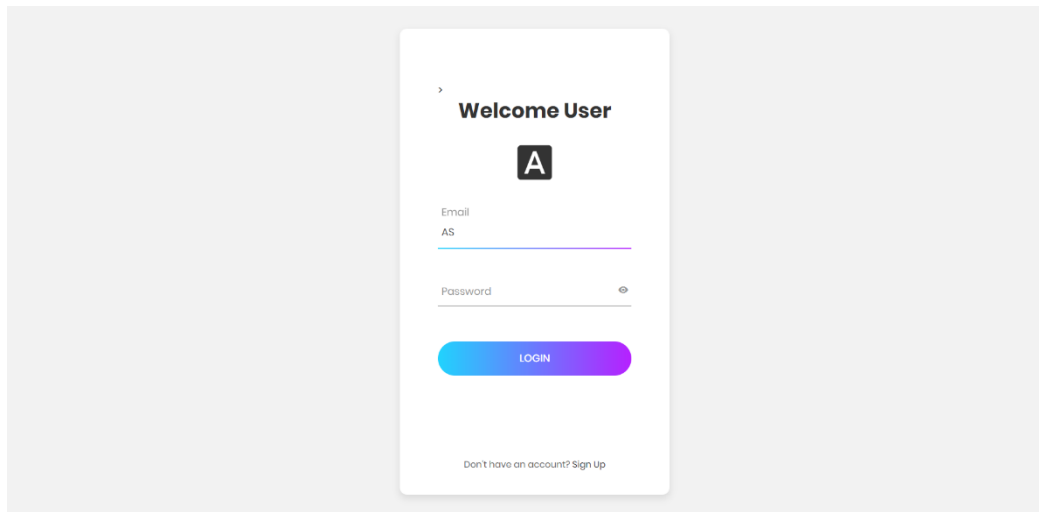 >
Welcome User
A
Email
AS
Password
LOGIN
Don't have an account? Sign Up